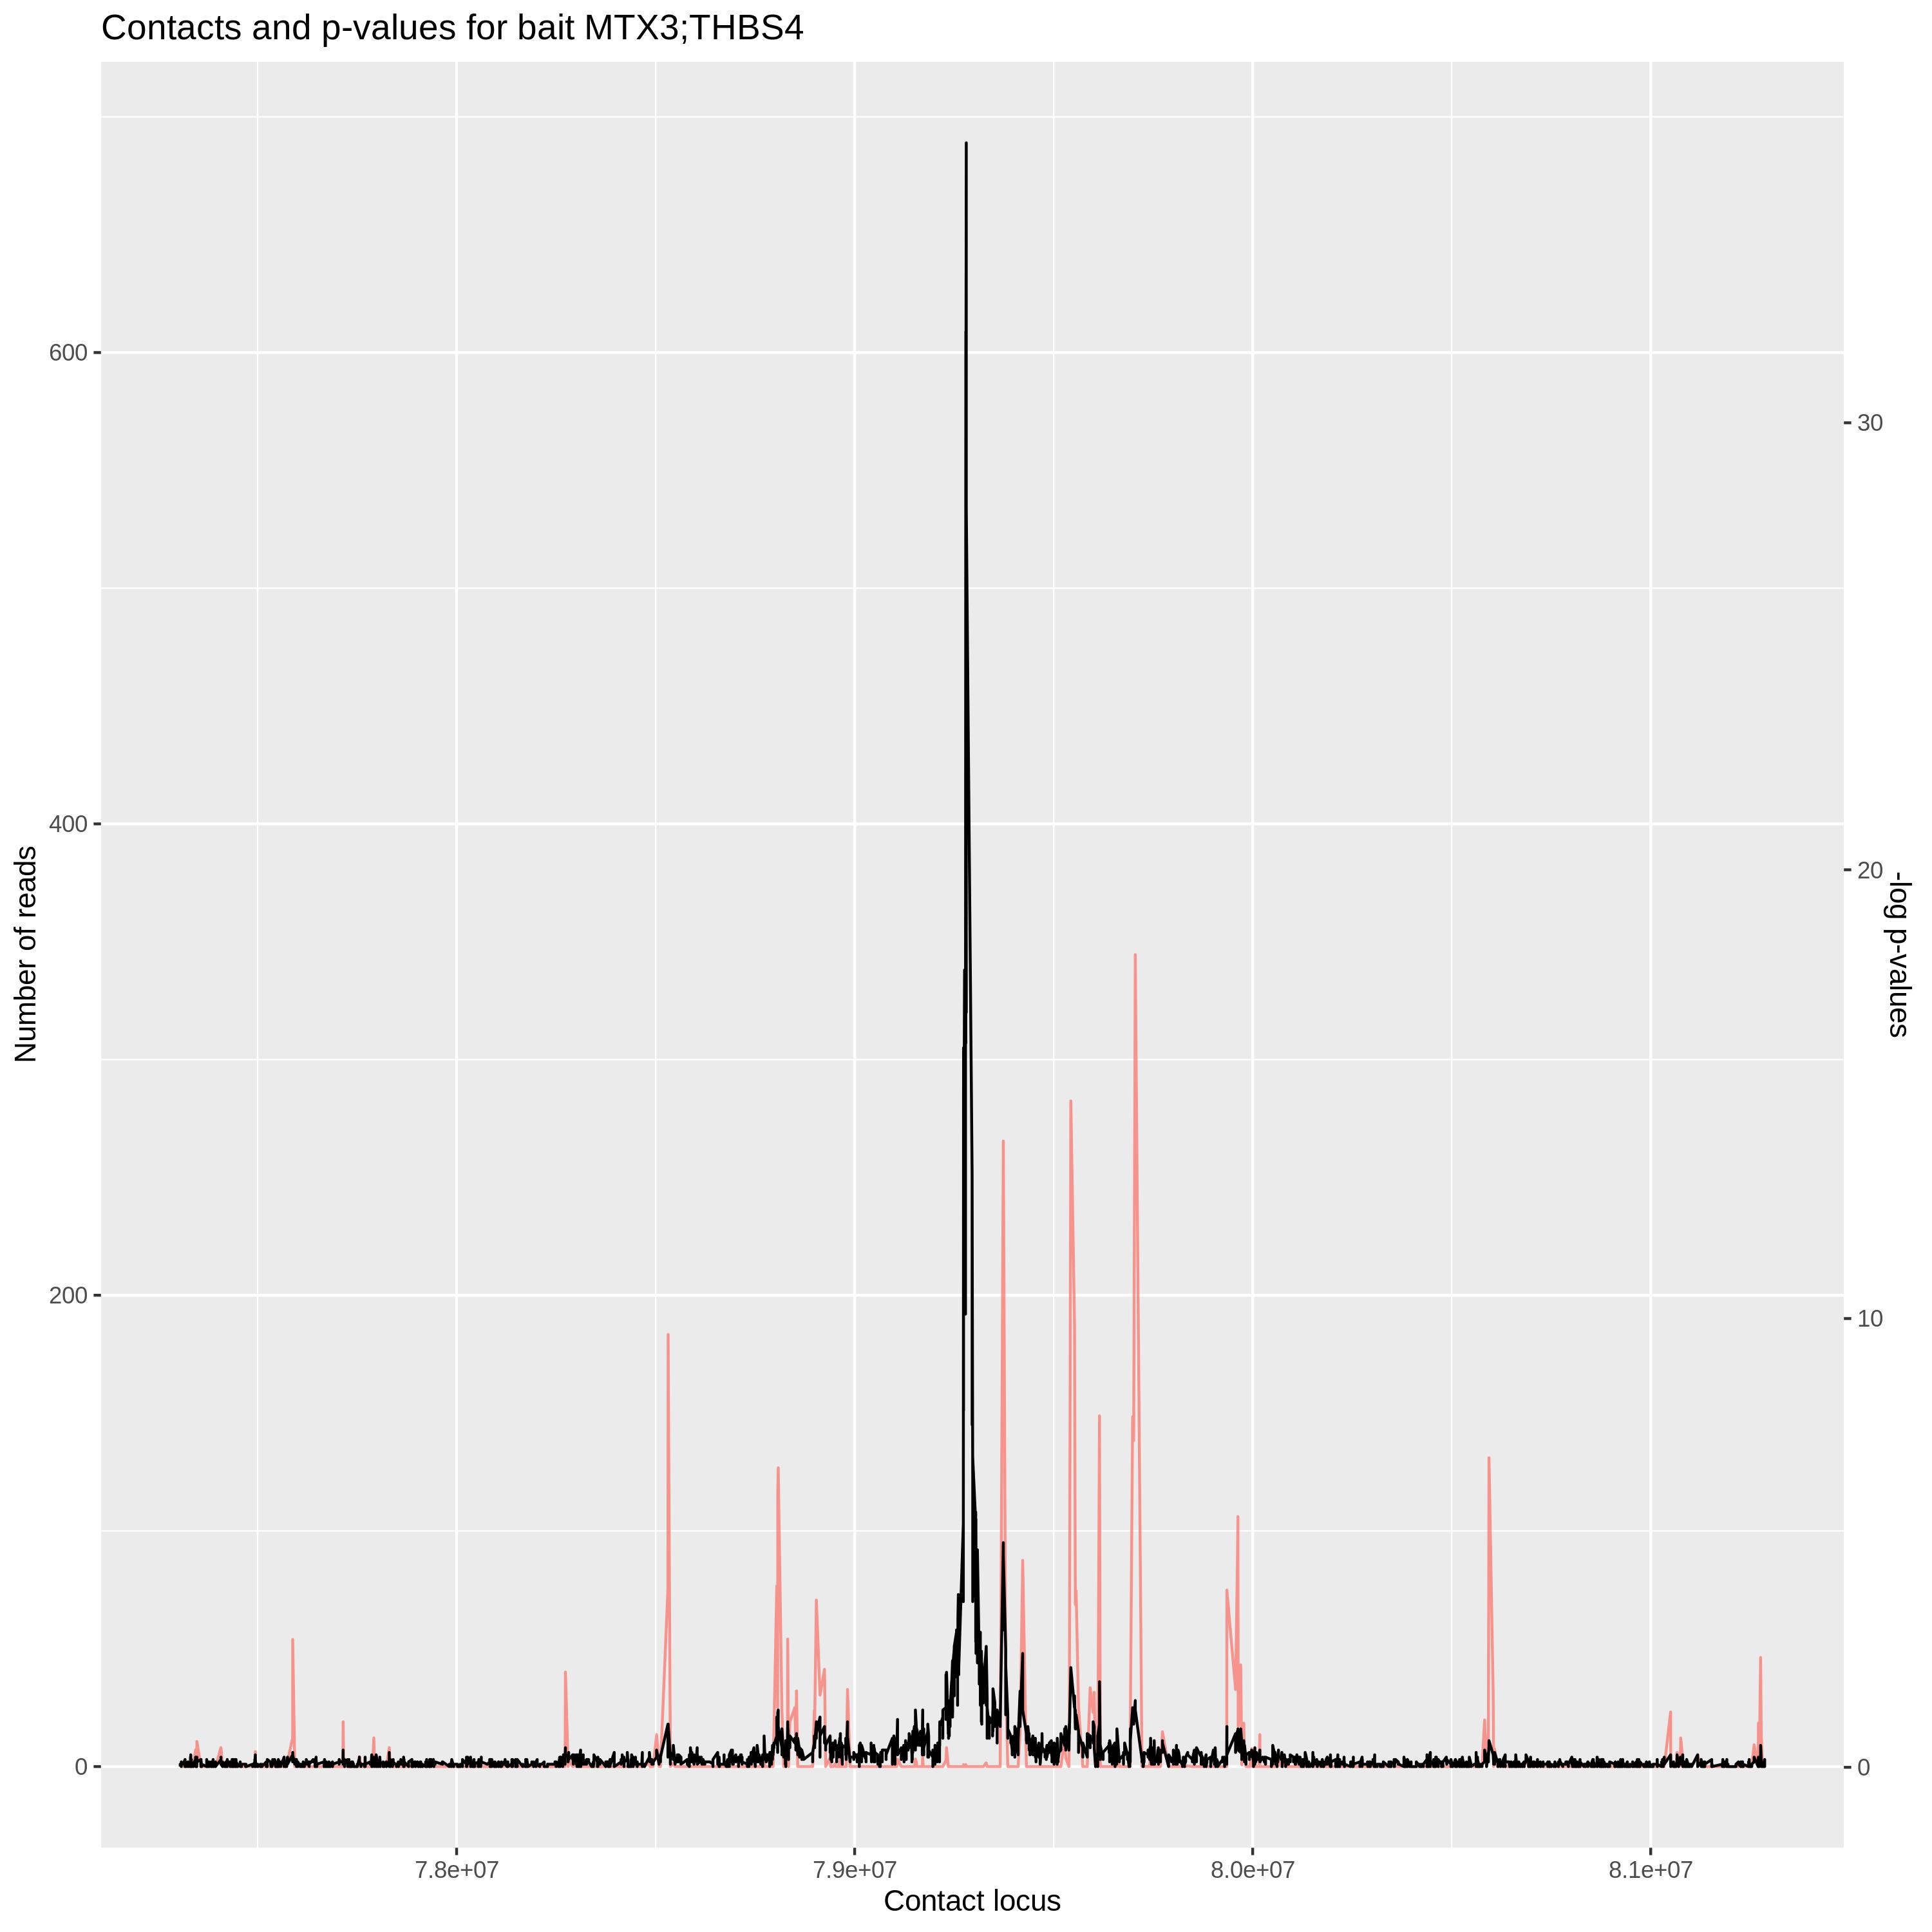 Contacts and p-values for bait MTX3;THBS4
600
400
200
0
Number of reads
30
20
10
0
-log p-values
7.8e+07
7.9e+07
8.0e+07
8.1e+07
Contact locus